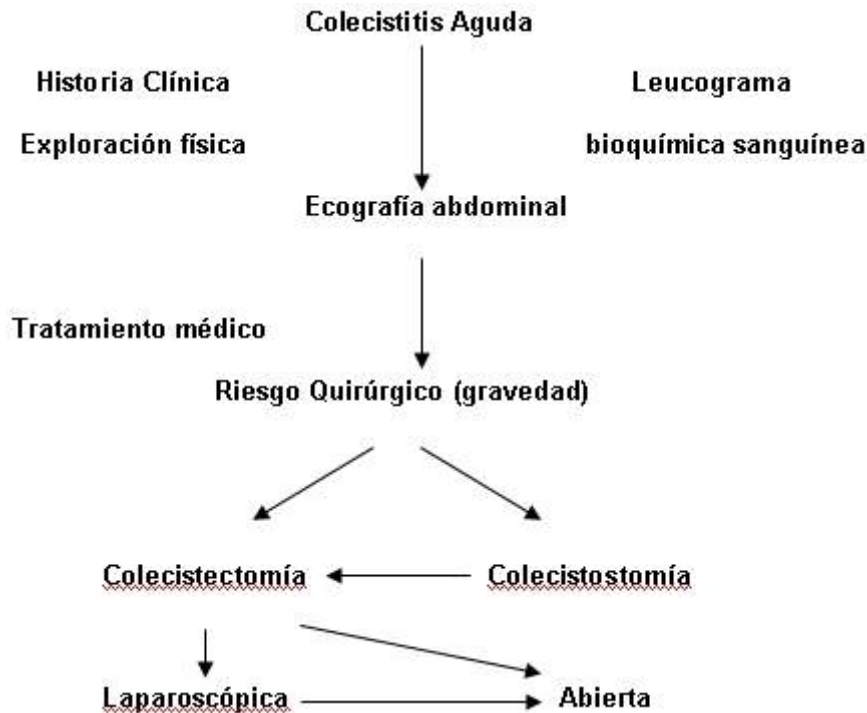 Colecistitis Aguda
Historia Clínica
Leucograma
Exploración física
bioquímica sanguínea
Ecografía abdominal
Tratamiento médico
Riesgo Quirúrgico (gravedad)
Colecistectomía
Colecistostomía
Laparoscópica
Abierta